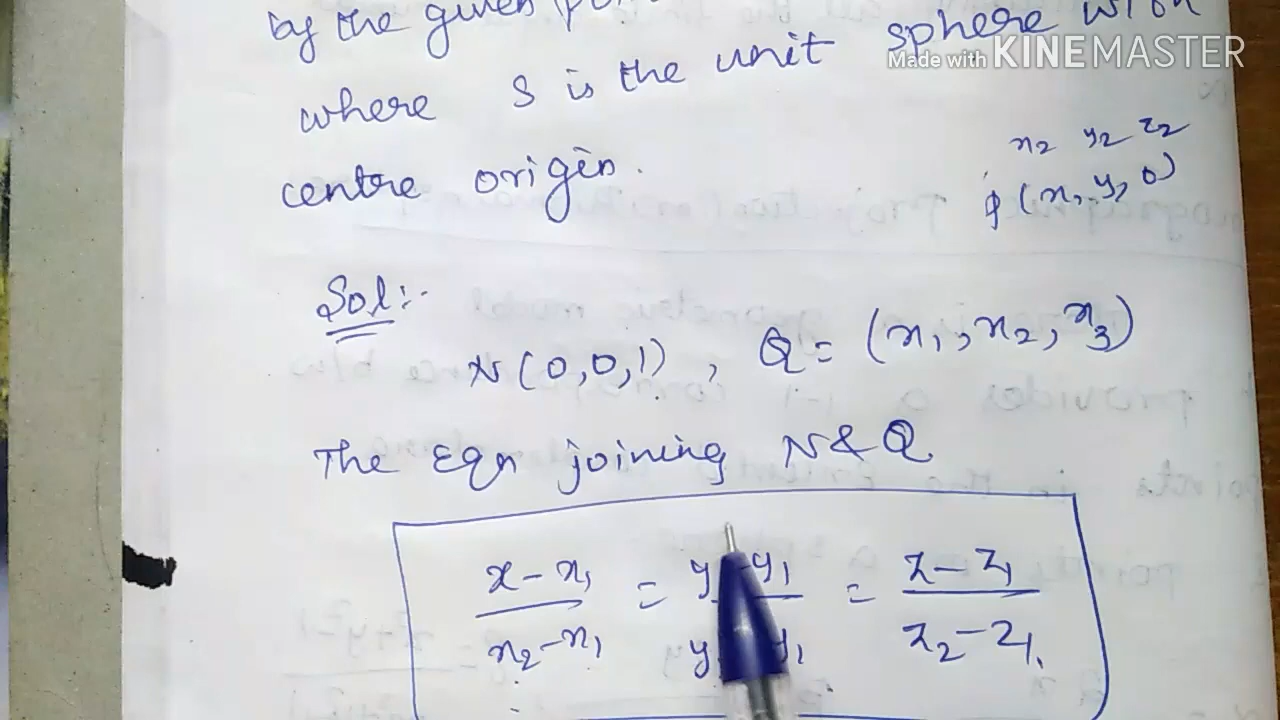 by the given
Made with KINEMASTER
where S is the unit sphere with
centre origin.
x2 y2 z2
(x, y, 0)
Sol:-
N(0,0,1), Q = (x1, x2, x3)
The Eqn joining N & Q
x-x1/x2-x1 = y-y1/y2-y1 = z-z1/z2-z1